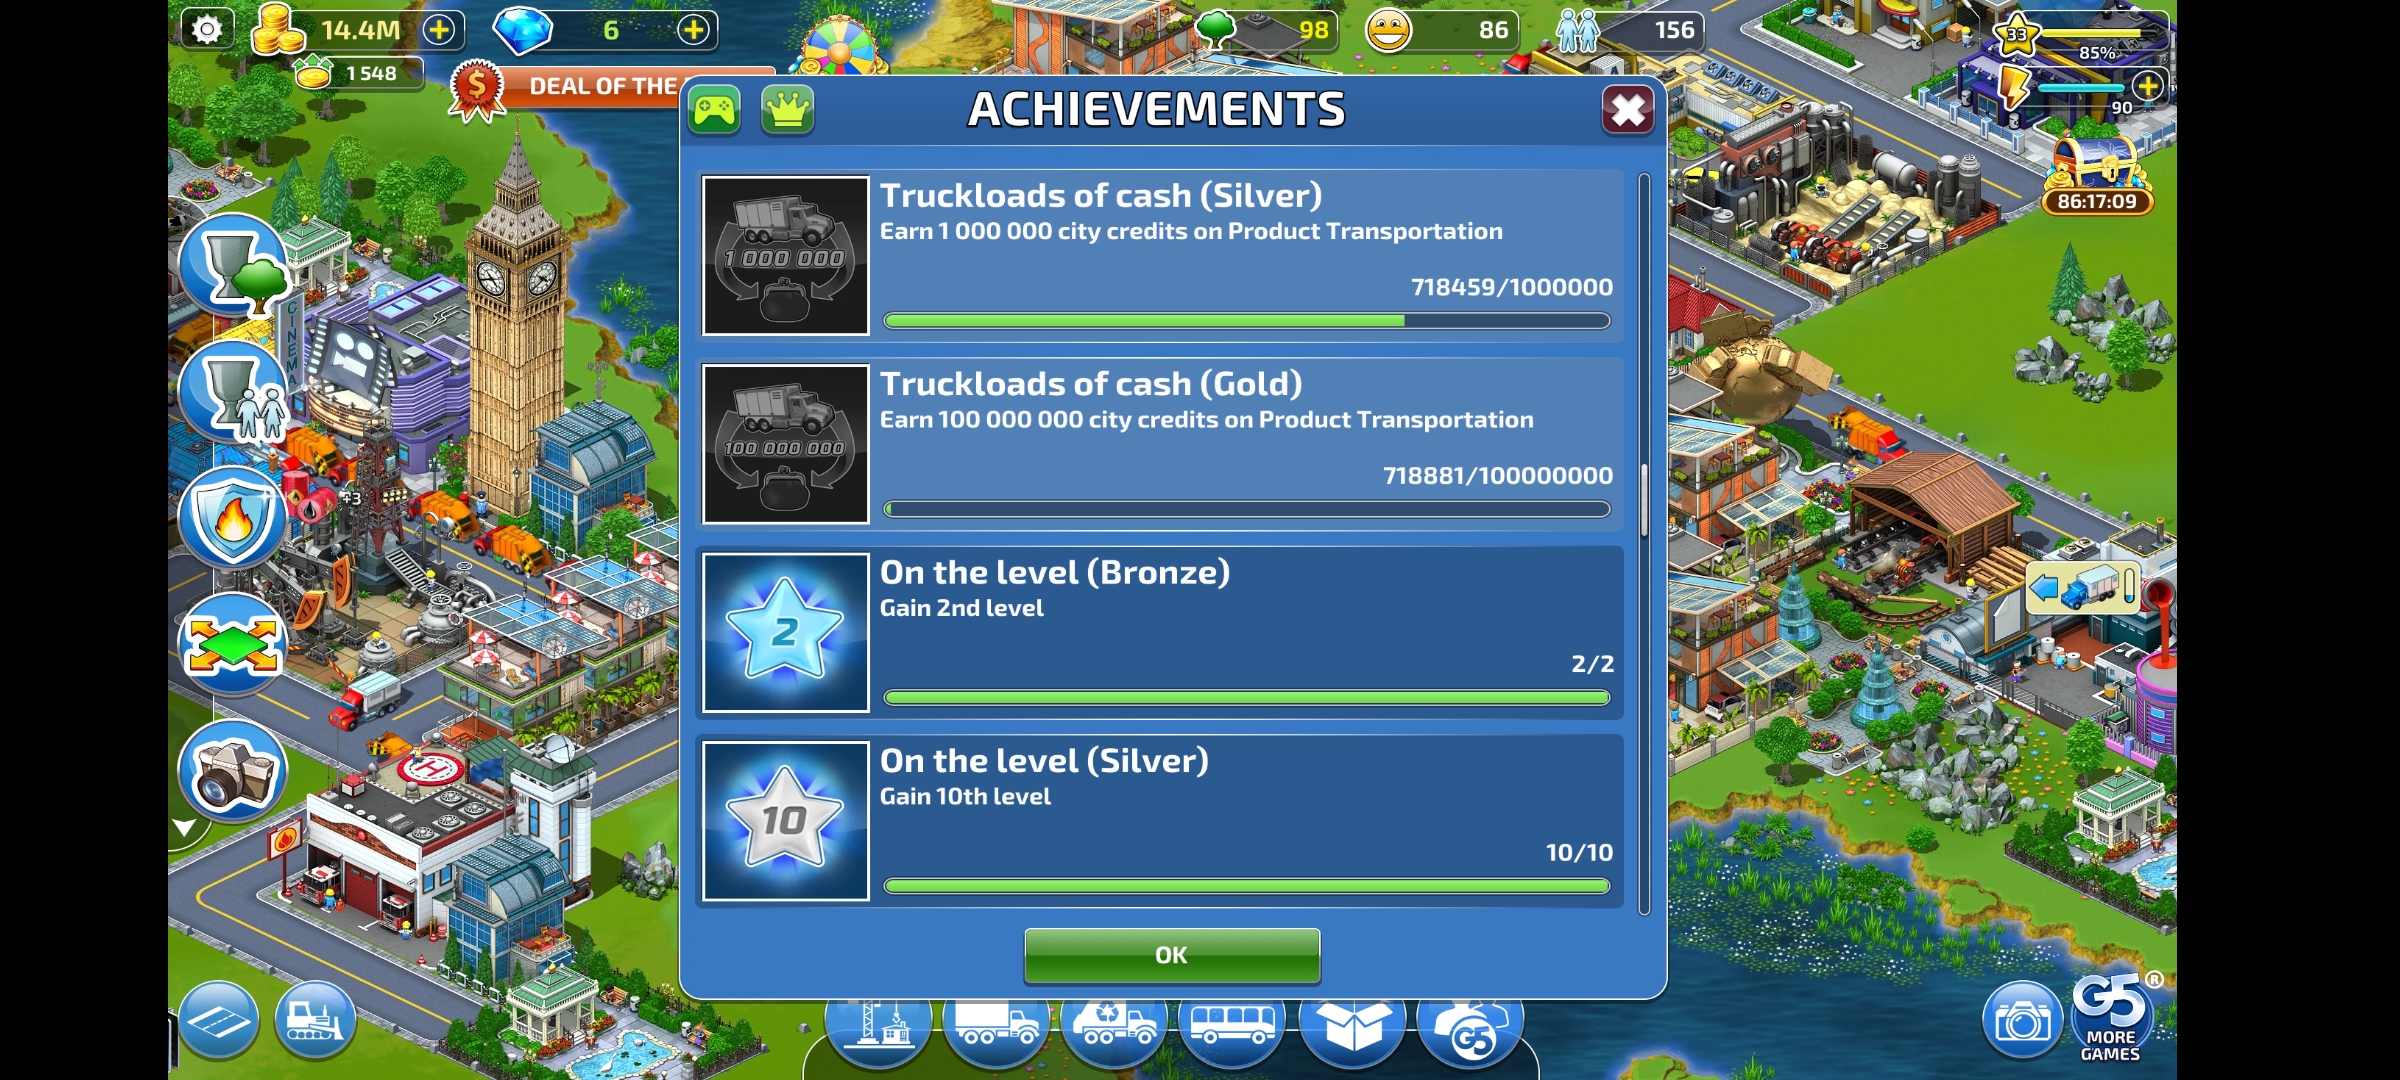 14.4M
6
98
86
156
33
85%
1 548
DEAL OF THE
90
ACHIEVEMENTS
86:17:09
Truckloads of cash (Silver)
Earn 1 000 000 city credits on Product Transportation
1 000 000
718459/1000000
CINEMA
Truckloads of cash (Gold)
Earn 100 000 000 city credits on Product Transportation
100 000 000
718881/100000000
+3
On the level (Bronze)
Gain 2nd level
2
2/2
On the level (Silver)
Gain 10th level
10
10/10
H
OK
G5
G5®
MORE
GAMES